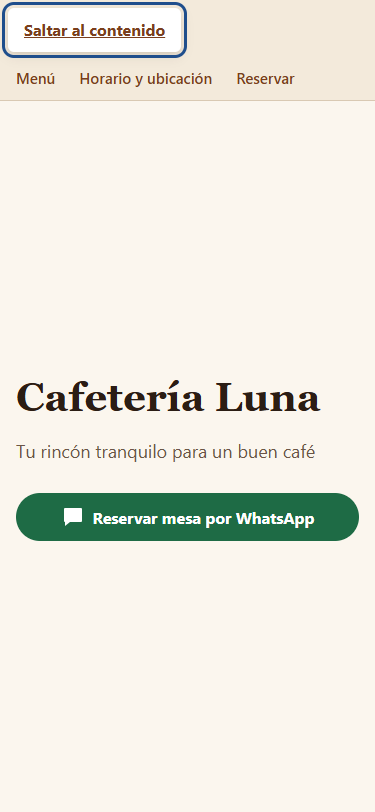 Saltar al contenido
Menú Horario y ubicación Reservar
Cafetería Luna
Tu rincón tranquilo para un buen café
Reservar mesa por WhatsApp